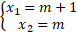 x₁ = m + 1
x₂ = m